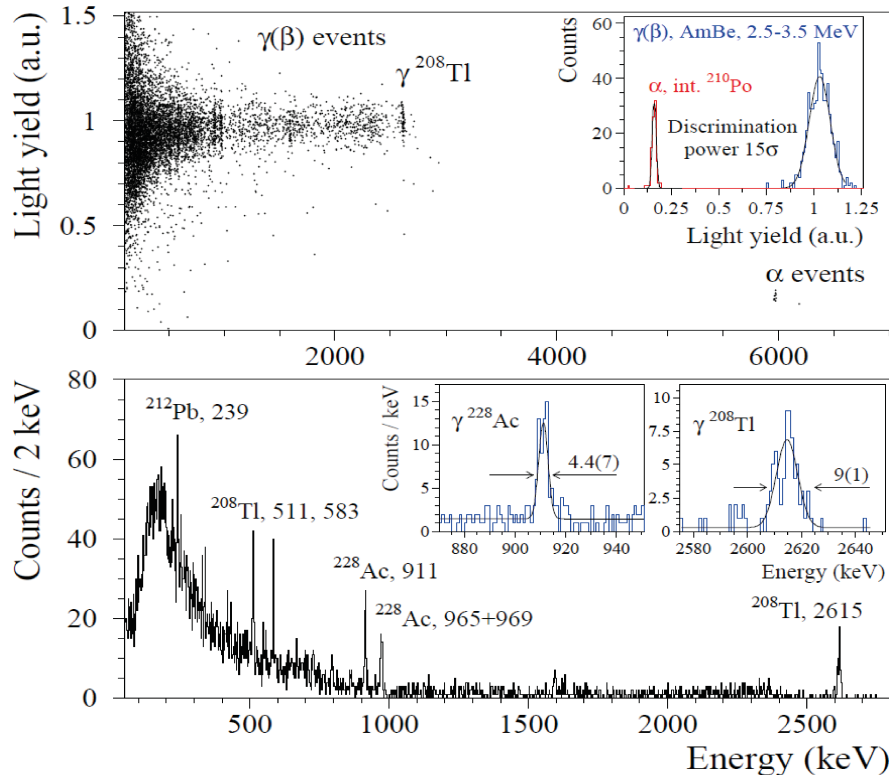 Light yield (a.u.)
1.5
1
0.5
0
γ(β) events
γ ²⁰⁸Tl
α events
2000
4000
6000
Counts
60
40
20
0
γ(β), AmBe, 2.5-3.5 MeV
α, int. ²¹⁰Po
Discrimination
power 15σ
0 0.25 0.5 0.75 1 1.25
Light yield (a.u.)
Counts / 2 keV
80
60
40
20
0
²¹²Pb, 239
²⁰⁸Tl, 511, 583
²²⁸Ac, 911
²²⁸Ac, 965+969
²⁰⁸Tl, 2615
Counts / keV
15
10
5
0
γ ²²⁸Ac
4.4(7)
880 900 920 940
10
7.5
5
2.5
0
γ ²⁰⁸Tl
9(1)
2580 2600 2620 2640
Energy (keV)
500 1000 1500 2000 2500
Energy (keV)